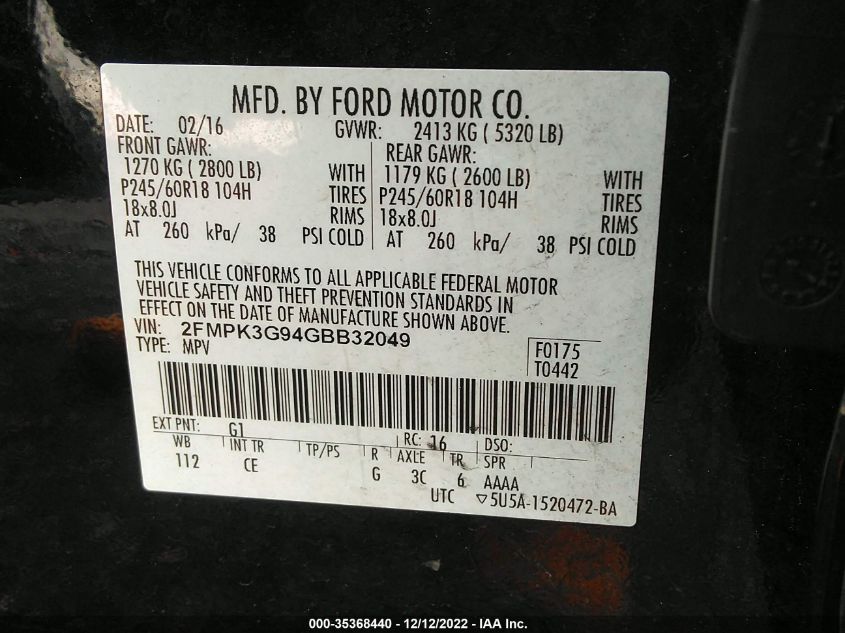 MFD. BY FORD MOTOR CO.
DATE: 02/16 GVWR: 2413 KG ( 5320 LB)
FRONT GAWR: REAR GAWR:
1270 KG ( 2800 LB) WITH 1179 KG ( 2600 LB) WITH
P245/60R18 104H TIRES P245/60R18 104H TIRES
18x8.0J RIMS 18x8.0J RIMS
AT 260 kPa/ 38 PSI COLD AT 260 kPa/ 38 PSI COLD
THIS VEHICLE CONFORMS TO ALL APPLICABLE FEDERAL MOTOR
VEHICLE SAFETY AND THEFT PREVENTION STANDARDS IN
EFFECT ON THE DATE OF MANUFACTURE SHOWN ABOVE.
VIN: 2FMPK3G94GBB32049
TYPE: MPV F0175
T0442
EXT PNT: G1 RC: 16 DSO:
WB INT TR TP/PS R AXLE TR SPR
112 CE G 3C 6 AAAA
UTC ▽5U5A-1520472-BA
000-35368440 - 12/12/2022 - IAA Inc.